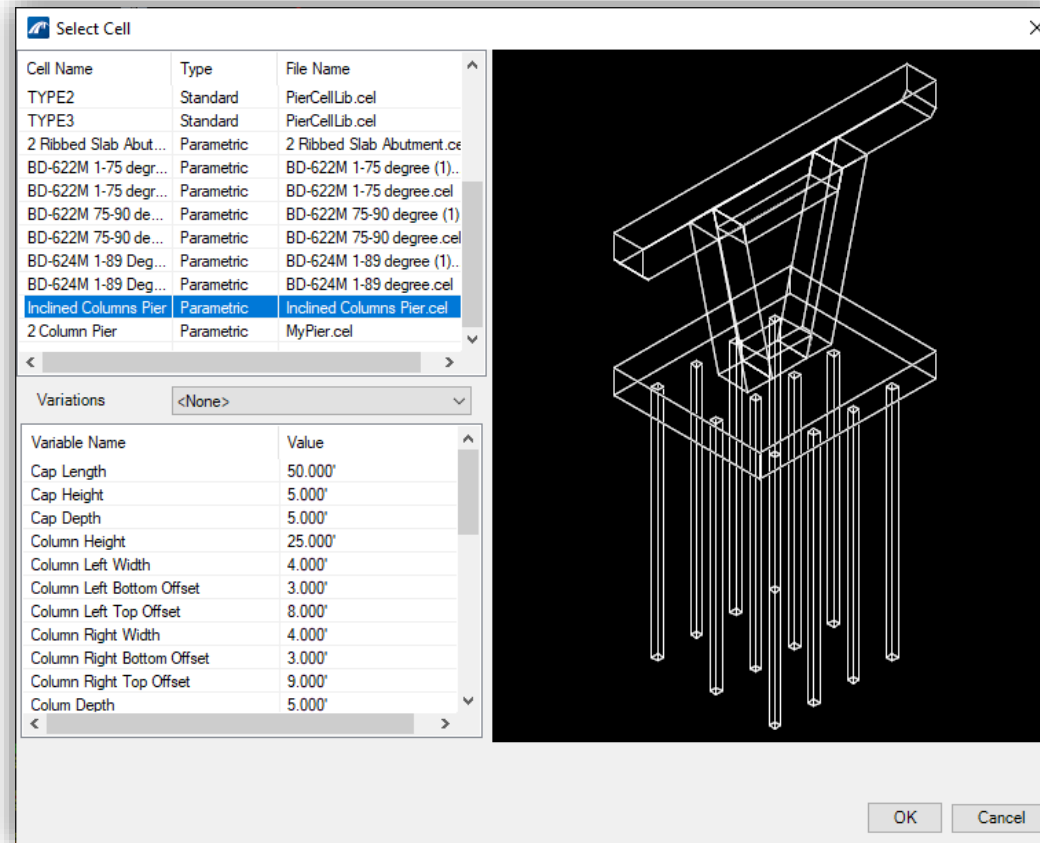 Select Cell
Cell Name Type File Name
TYPE2 Standard PierCellLib.cel
TYPE3 Standard PierCellLib.cel
2 Ribbed Slab Abut... Parametric 2 Ribbed Slab Abutment.ce
BD-622M 1-75 degr... Parametric BD-622M 1-75 degree (1)..
BD-622M 1-75 degr... Parametric BD-622M 1-75 degree.cel
BD-622M 75-90 de... Parametric BD-622M 75-90 degree (1)
BD-622M 75-90 de... Parametric BD-622M 75-90 degree.cel
BD-624M 1-89 Deg... Parametric BD-624M 1-89 degree (1)..
BD-624M 1-89 Deg... Parametric BD-624M 1-89 degree.cel
Inclined Columns Pier Parametric Inclined Columns Pier.cel
2 Column Pier Parametric MyPier.cel
Variations <None>
Variable Name Value
Cap Length 50.000'
Cap Height 5.000'
Cap Depth 5.000'
Column Height 25.000'
Column Left Width 4.000'
Column Left Bottom Offset 3.000'
Column Left Top Offset 8.000'
Column Right Width 4.000'
Column Right Bottom Offset 3.000'
Column Right Top Offset 9.000'
Colum Depth 5.000'
OK Cancel